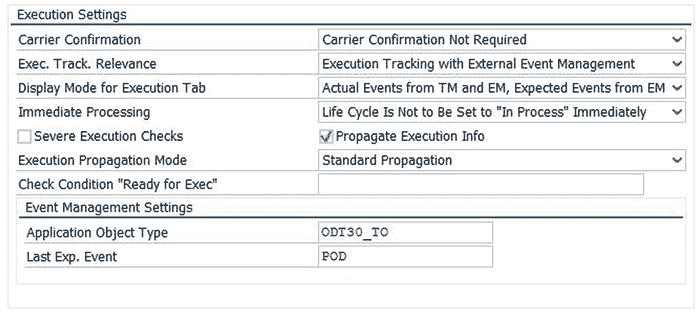 Execution Settings
Carrier Confirmation Carrier Confirmation Not Required
Exec. Track. Relevance Execution Tracking with External Event Management
Display Mode for Execution Tab Actual Events from TM and EM, Expected Events from EM
Immediate Processing Life Cycle Is Not to Be Set to "In Process" Immediately
Severe Execution Checks Propagate Execution Info
Execution Propagation Mode Standard Propagation
Check Condition "Ready for Exec"
Event Management Settings
Application Object Type ODT30_TO
Last Exp. Event POD